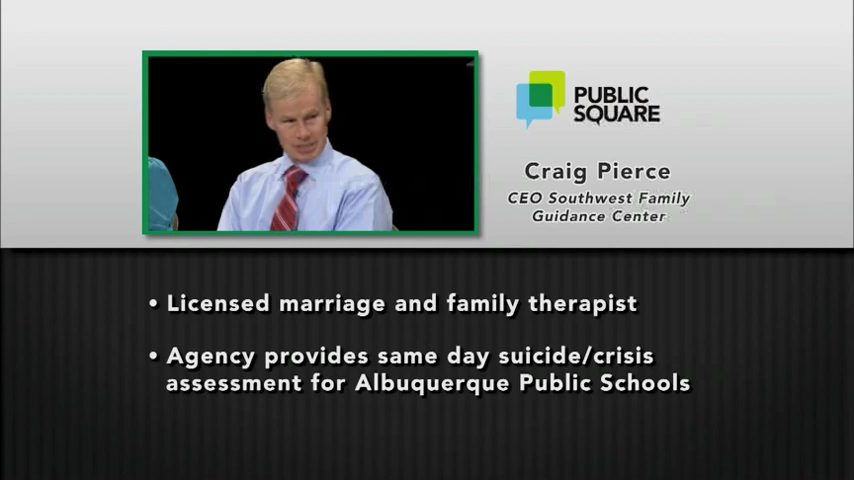 PUBLIC
SQUARE
Craig Pierce
CEO Southwest Family
Guidance Center
• Licensed marriage and family therapist
• Agency provides same day suicide/crisis
assessment for Albuquerque Public Schools